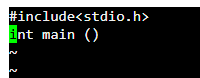 #include<stdio.h>
int main ()
~
~